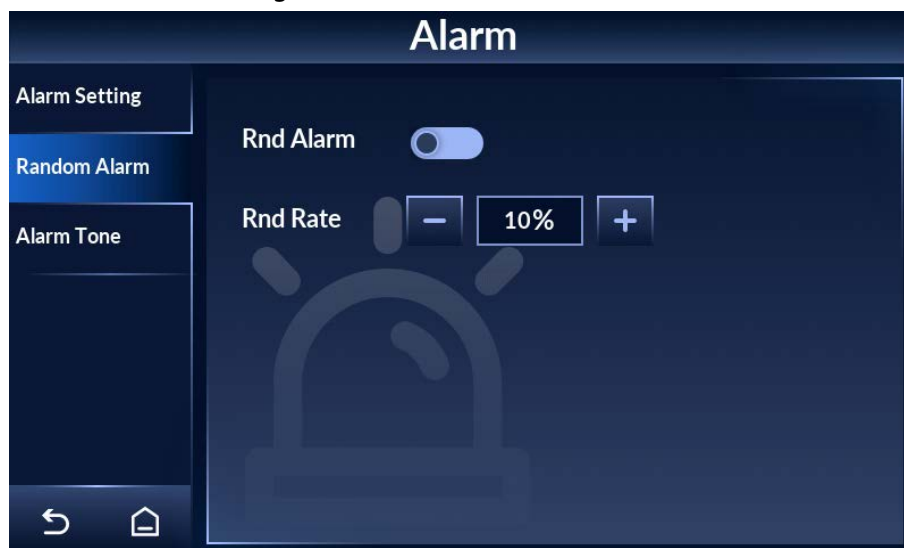 Alarm
Alarm Setting
Random Alarm
Alarm Tone
Rnd Alarm
Rnd Rate − 10% +